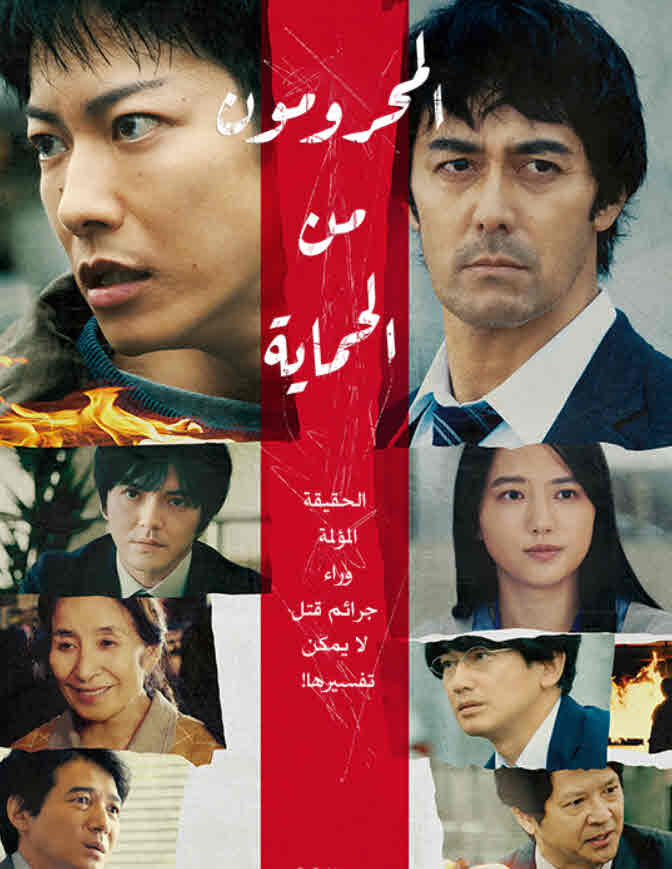 المحرومون
من
الحماية
الحقيقة
المؤلمة
وراء
جرائم قتل
لا يمكن
تفسيرها!